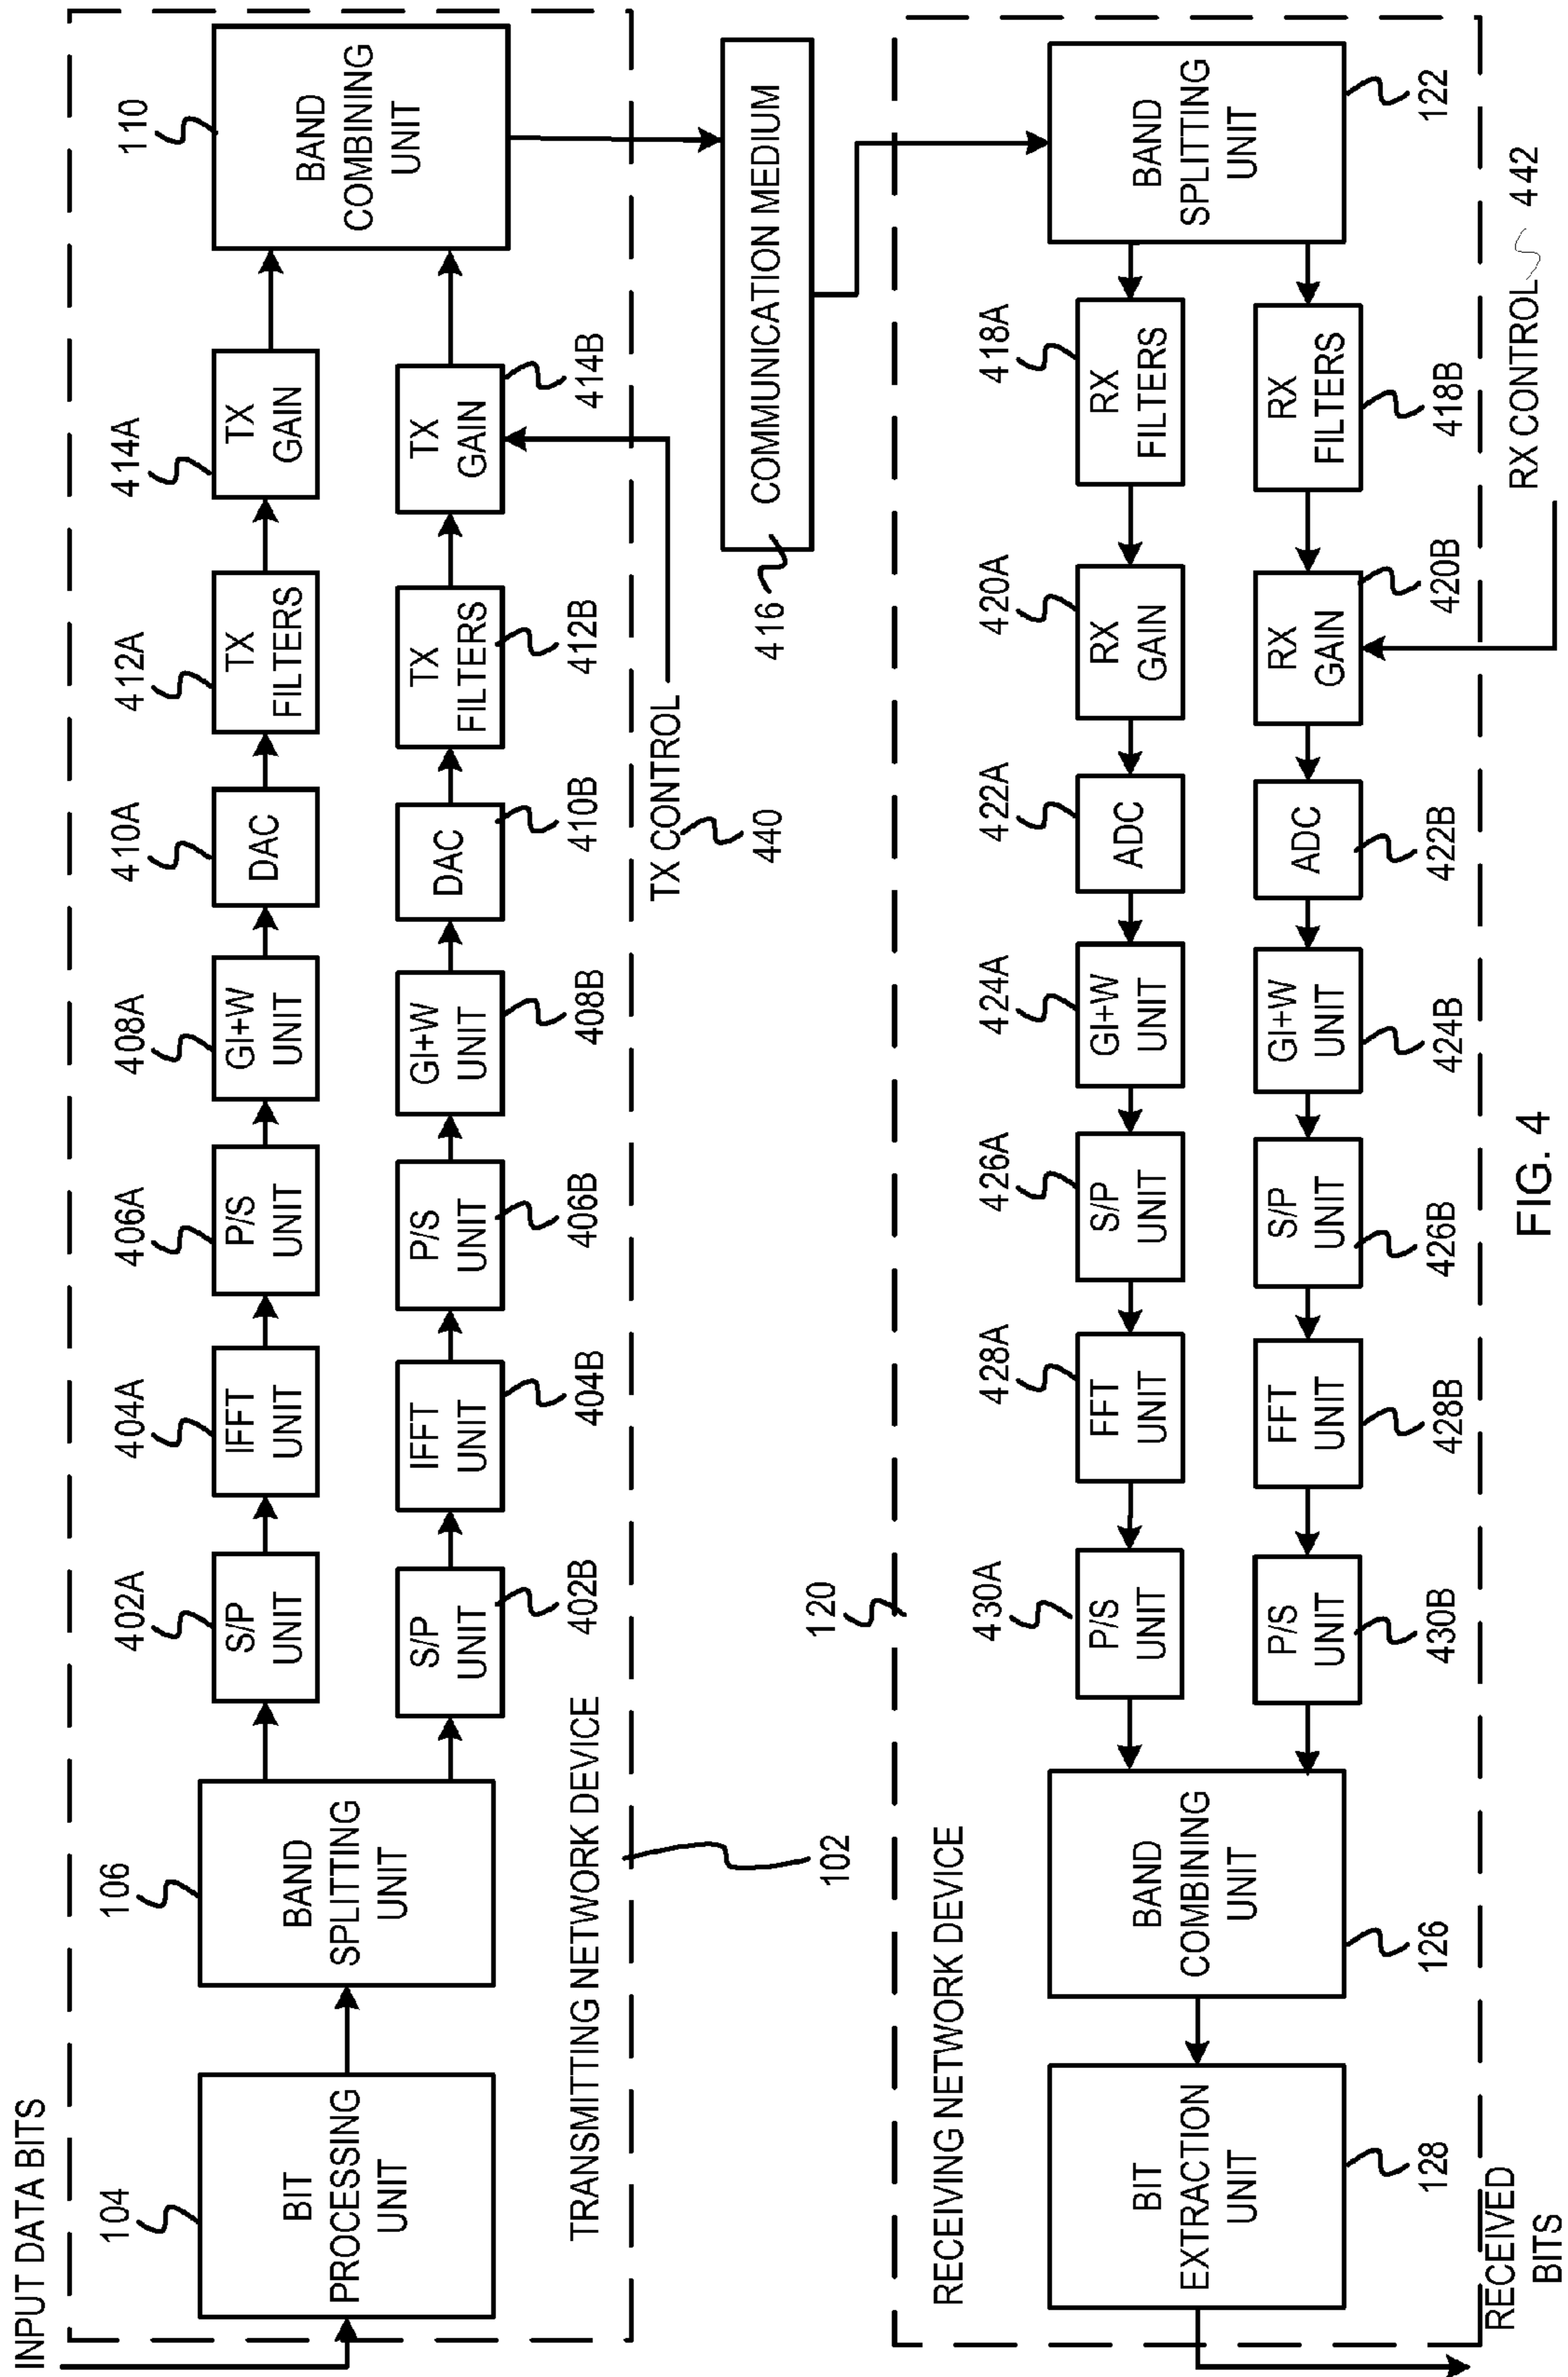 INPUT DATA BITS
104
106
402A
404A
406A
408A
410A
412A
414A
110
BIT
PROCESSING
UNIT
BAND
SPLITTING
UNIT
S/P
UNIT
IFFT
UNIT
P/S
UNIT
GI+W
UNIT
DAC
TX
FILTERS
TX
GAIN
BAND
COMBINING
UNIT
S/P
UNIT
IFFT
UNIT
P/S
UNIT
GI+W
UNIT
DAC
TX
FILTERS
TX
GAIN
402B
404B
406B
408B
410B
412B
414B
TRANSMITTING NETWORK DEVICE
102
TX CONTROL
440
416
COMMUNICATION MEDIUM
120
RECEIVING NETWORK DEVICE
430A
428A
426A
424A
422A
420A
418A
BIT
EXTRACTION
UNIT
BAND
COMBINING
UNIT
P/S
UNIT
FFT
UNIT
S/P
UNIT
GI+W
UNIT
ADC
RX
GAIN
RX
FILTERS
BAND
SPLITTING
UNIT
P/S
UNIT
FFT
UNIT
S/P
UNIT
GI+W
UNIT
ADC
RX
GAIN
RX
FILTERS
128
126
430B
428B
426B
424B
422B
420B
418B
122
RECEIVED
BITS
RX CONTROL
442
FIG. 4